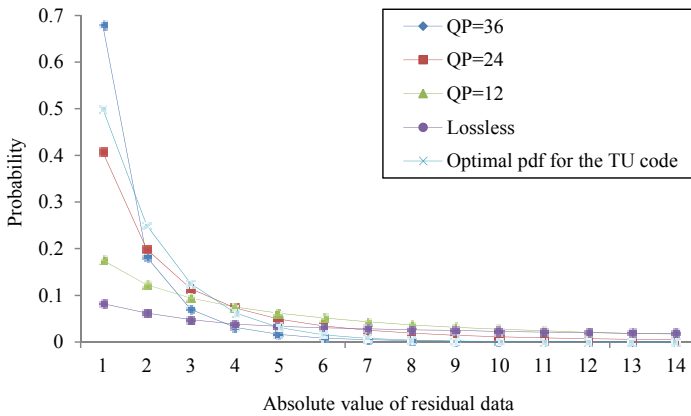 0.7
0.6
0.5
0.4
0.3
0.2
0.1
0
Probability
QP=36
QP=24
QP=12
Lossless
Optimal pdf for the TU code
1 2 3 4 5 6 7 8 9 10 11 12 13 14
Absolute value of residual data